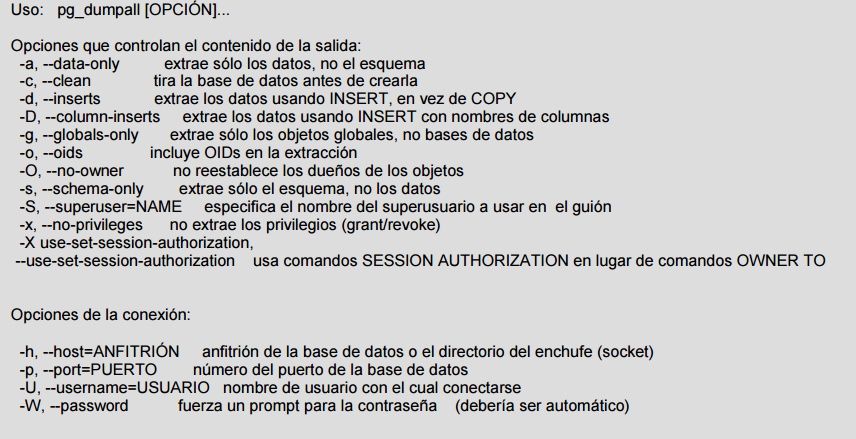 Uso: pg_dumpall [OPCIÓN]...
Opciones que controlan el contenido de la salida:
-a, --data-only extrae sólo los datos, no el esquema
-c, --clean tira la base de datos antes de crearla
-d, --inserts extrae los datos usando INSERT, en vez de COPY
-D, --column-inserts extrae los datos usando INSERT con nombres de columnas
-g, --globals-only extrae sólo los objetos globales, no bases de datos
-o, --oids incluye OIDs en la extracción
-O, --no-owner no reestablece los dueños de los objetos
-s, --schema-only extrae sólo el esquema, no los datos
-S, --superuser=NAME especifica el nombre del superusuario a usar en el guión
-x, --no-privileges no extrae los privilegios (grant/revoke)
-X use-set-session-authorization,
--use-set-session-authorization usa comandos SESSION AUTHORIZATION en lugar de comandos OWNER TO
Opciones de la conexión:
-h, --host=ANFITRIÓN anfitrión de la base de datos o el directorio del enchufe (socket)
-p, --port=PUERTO número del puerto de la base de datos
-U, --username=USUARIO nombre de usuario con el cual conectarse
-W, --password fuerza un prompt para la contraseña (debería ser automático)